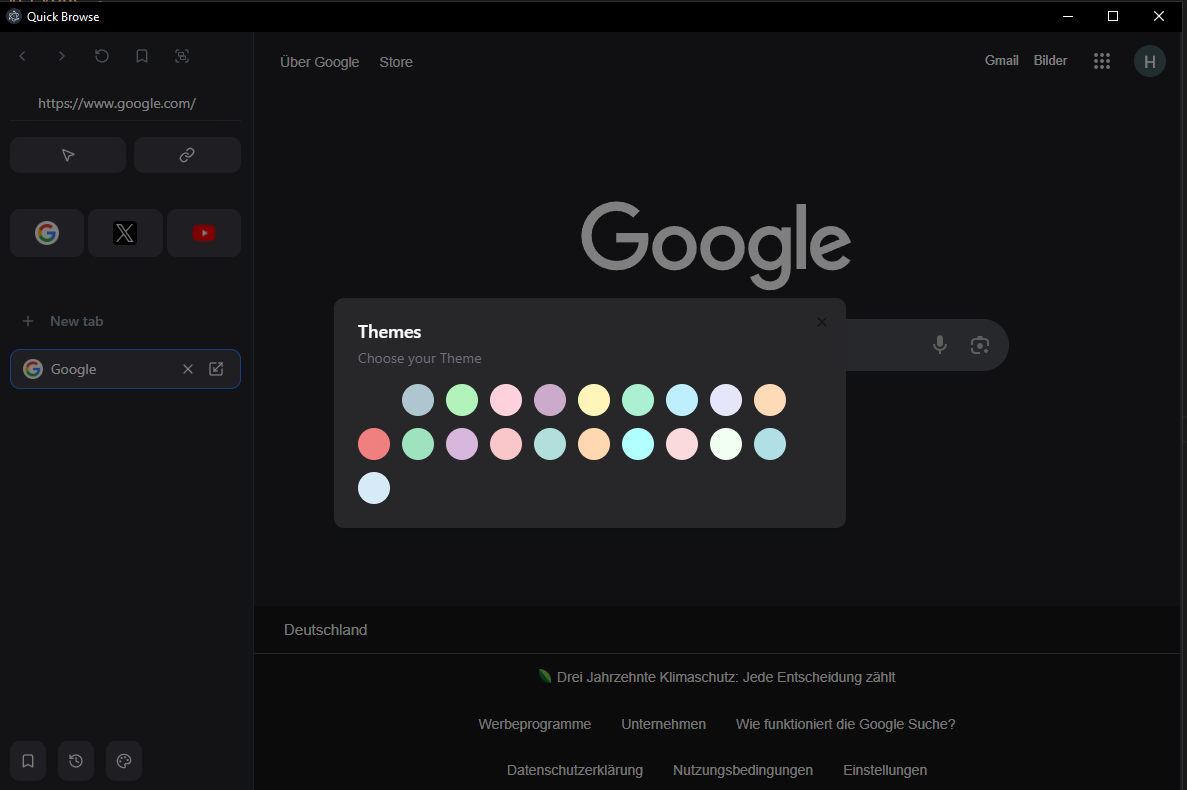 Quick Browse
https://www.google.com/
New tab
Google
Über Google Store
Gmail Bilder H
Google
Themes
Choose your Theme
Deutschland
Drei Jahrzehnte Klimaschutz: Jede Entscheidung zählt
Werbeprogramme Unternehmen Wie funktioniert die Google Suche?
Datenschutzerklärung Nutzungsbedingungen Einstellungen